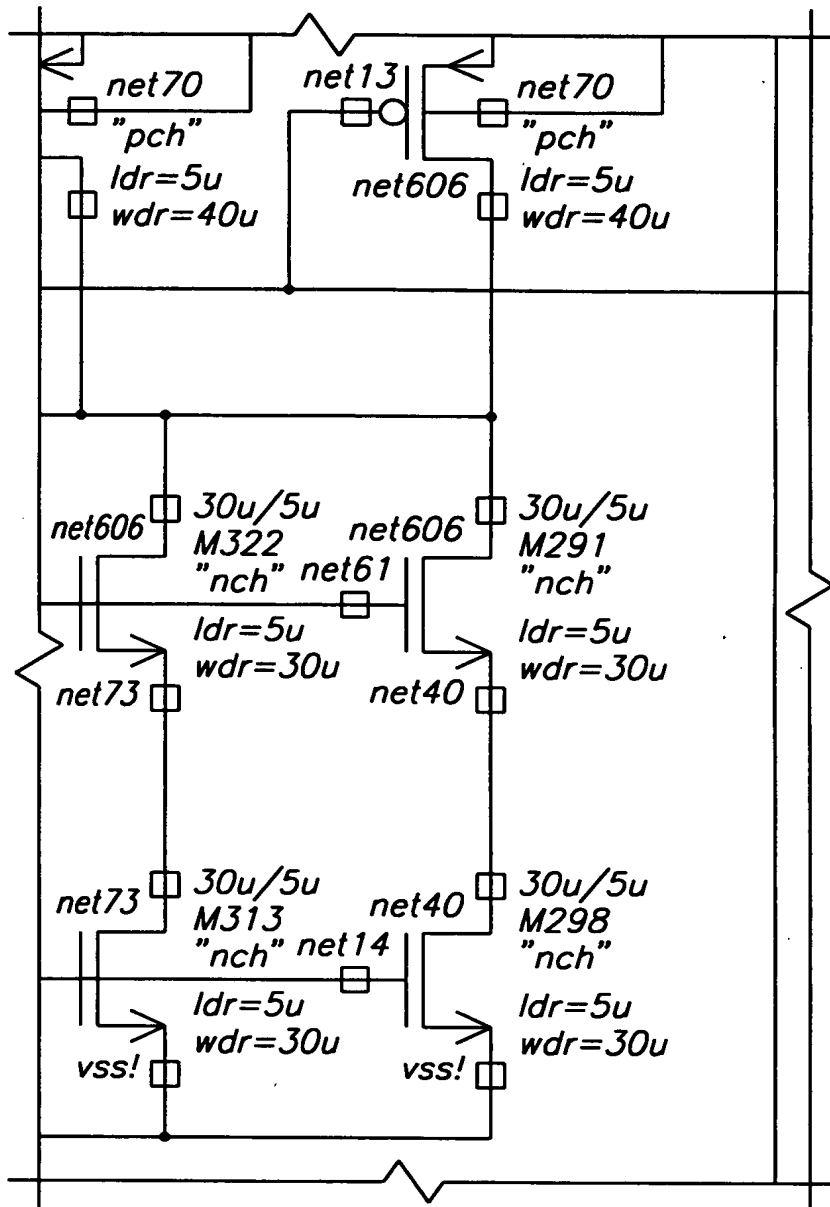 net70
"pch"
ldr=5u
wdr=40u
net13
net606
net70
"pch"
ldr=5u
wdr=40u
net606
30u/5u
M322
"nch"
ldr=5u
wdr=30u
net73
net61
net606
30u/5u
M291
"nch"
ldr=5u
wdr=30u
net40
net73
30u/5u
M313
"nch"
ldr=5u
wdr=30u
vss!
net14
net40
30u/5u
M298
"nch"
ldr=5u
wdr=30u
vss!